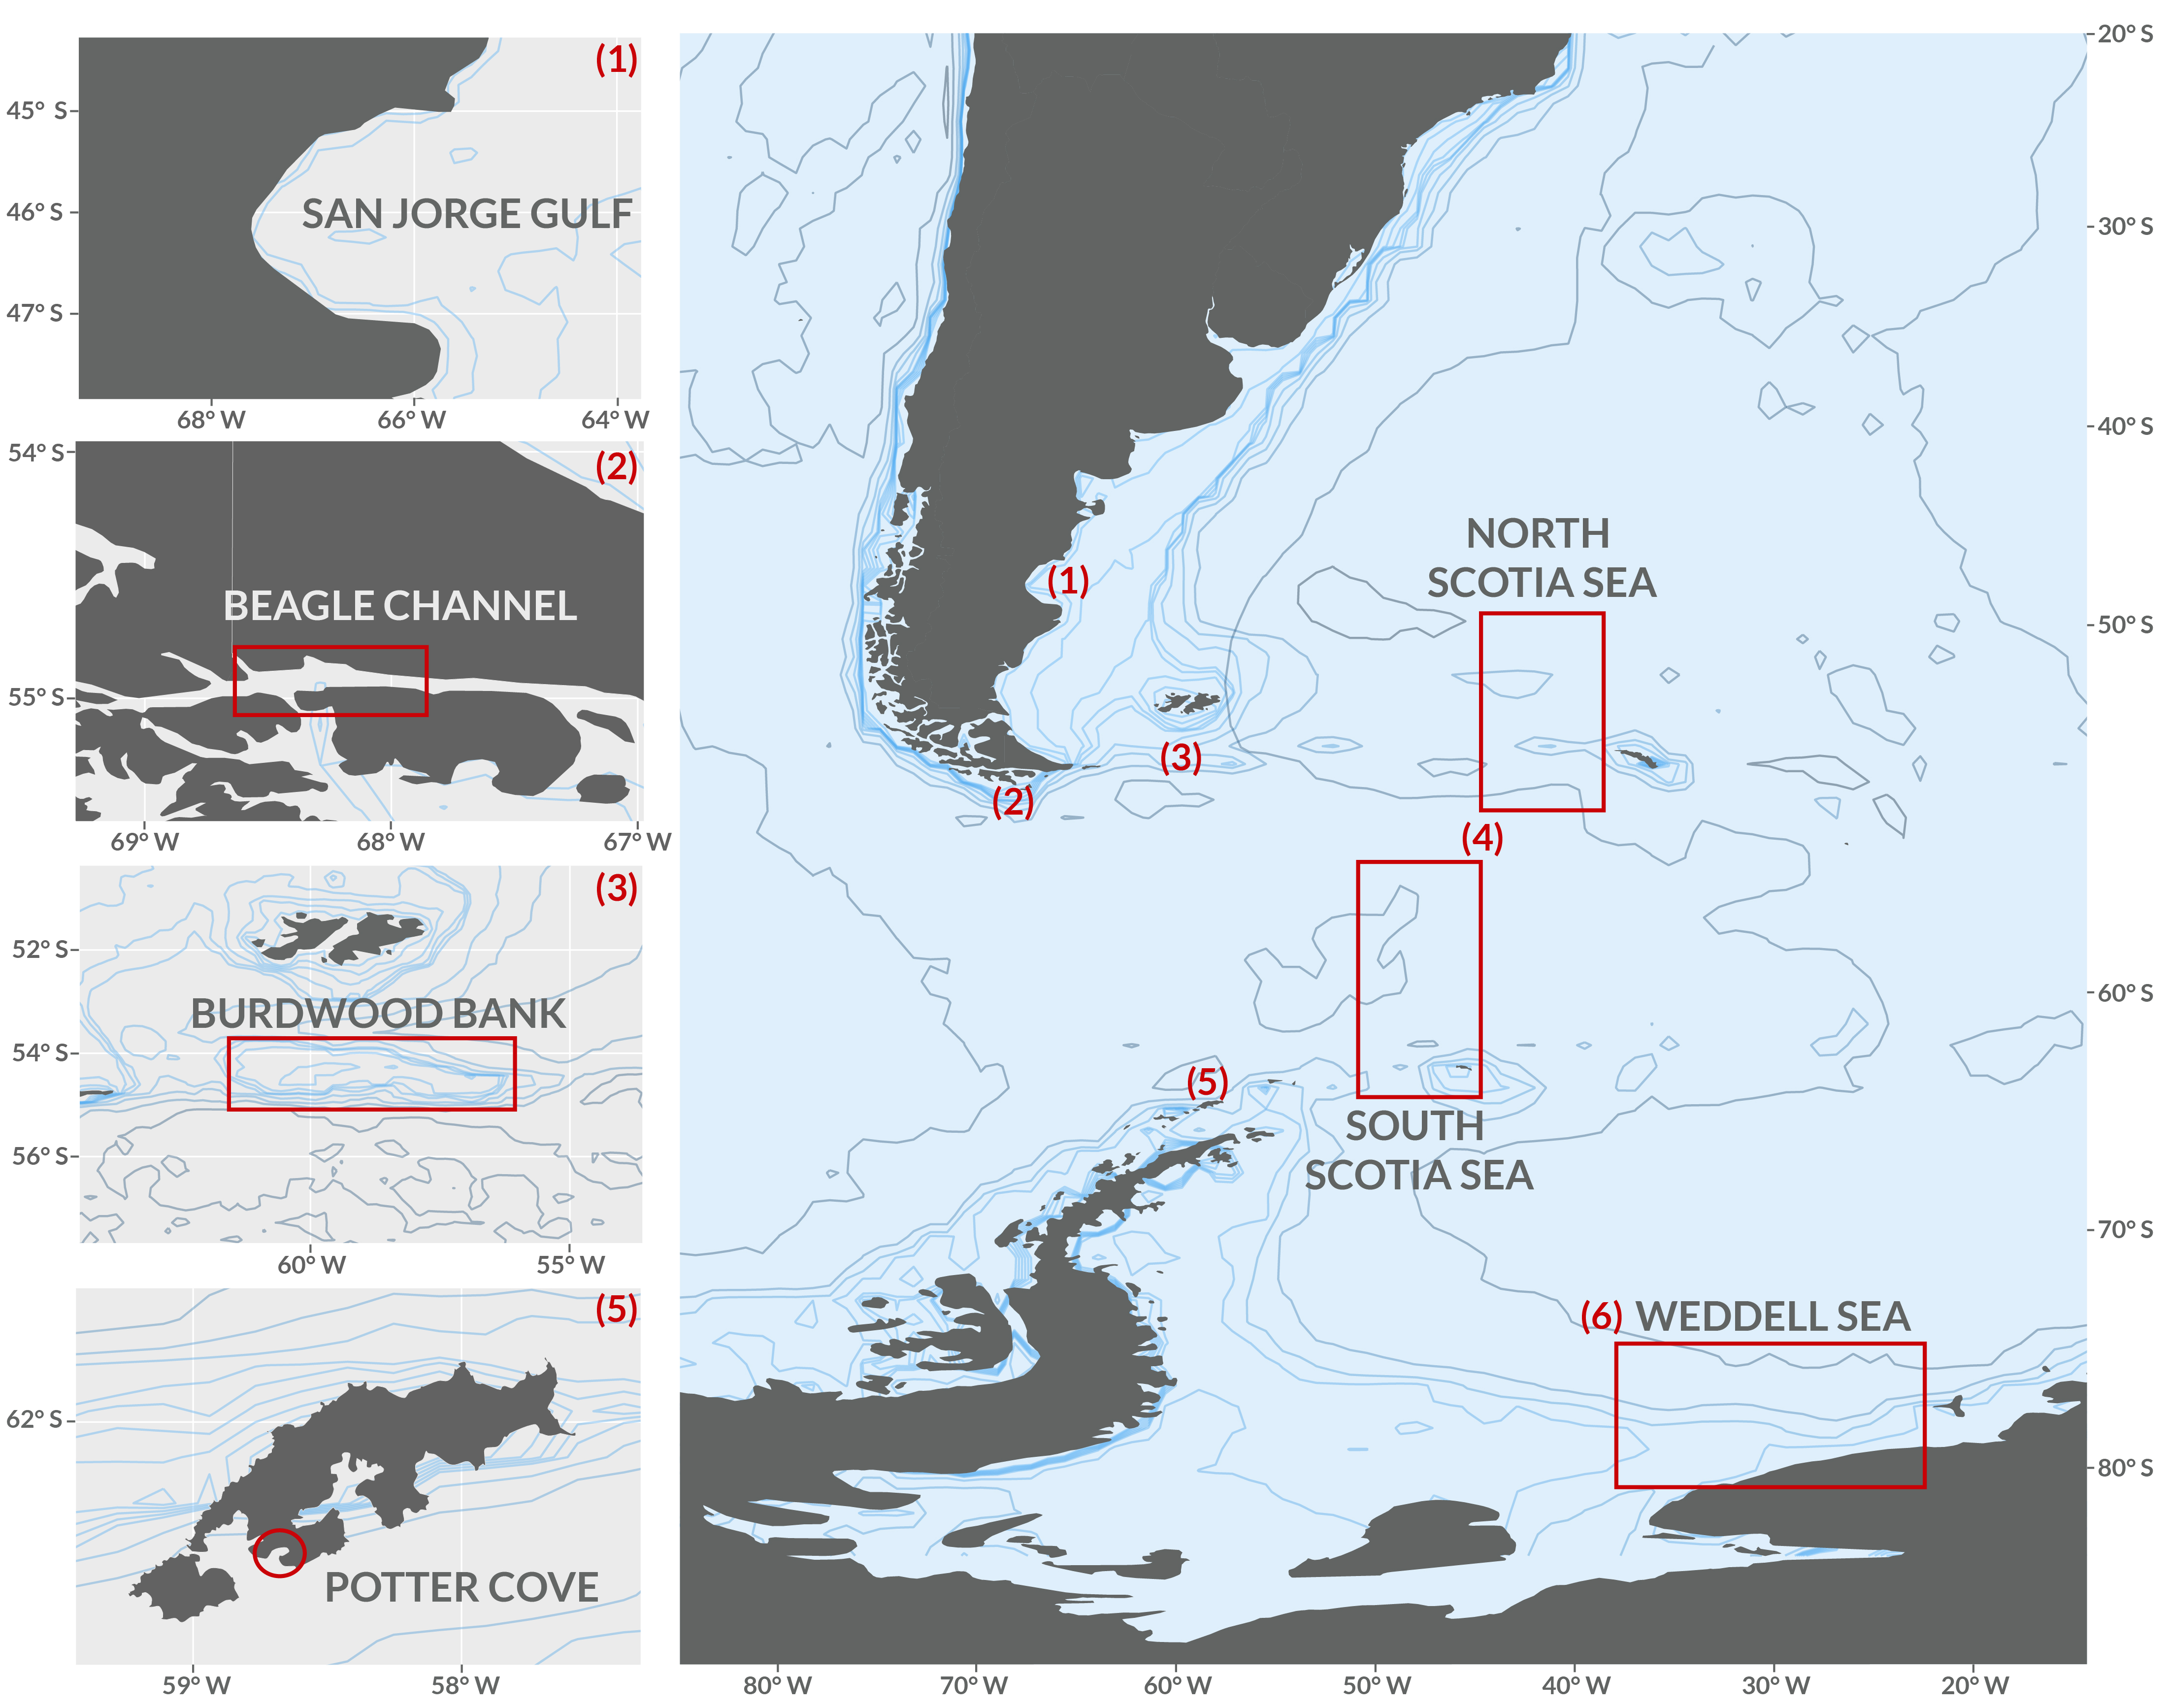 (1)
45° S
SAN JORGE GULF
46° S
47° S
68° W 66° W 64° W
54° S
(2)
BEAGLE CHANNEL
55° S
69° W 68° W 67° W
(3)
52° S
BURDWOOD BANK
54° S
56° S
60° W 55° W
(5)
62° S
POTTER COVE
59° W 58° W
20° S
30° S
40° S
NORTH
SCOTIA SEA
(1)
50° S
(3)
(2)
(4)
60° S
(5)
SOUTH
SCOTIA SEA
70° S
(6) WEDDELL SEA
80° S
80° W 70° W 60° W 50° W 40° W 30° W 20° W